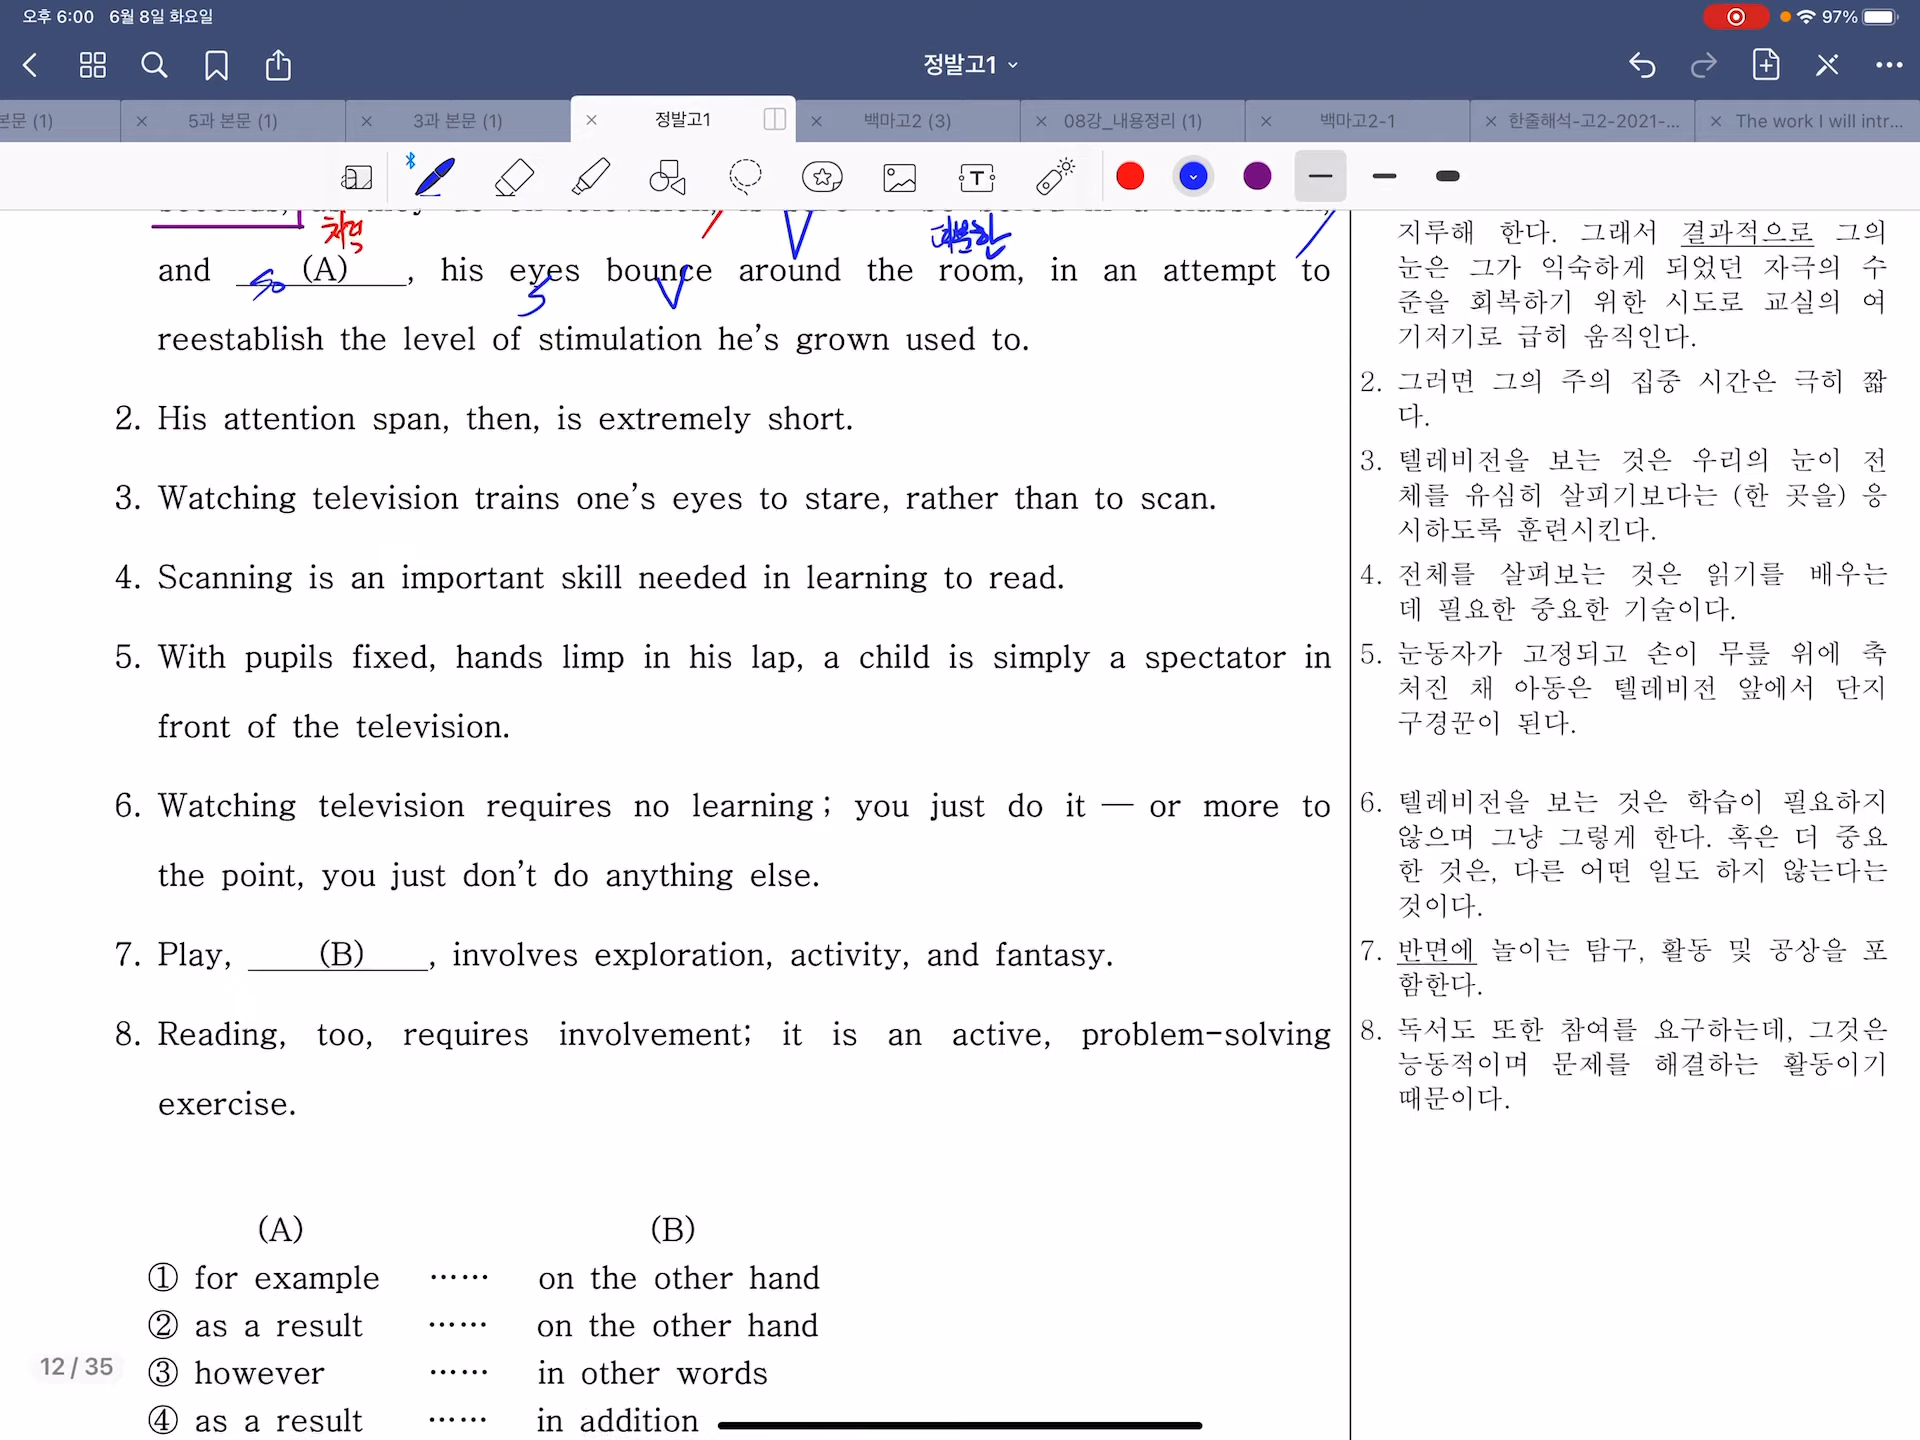 오후 6:00 6월 8일 화요일
97%
정발고1
본문 (1)
5과 본문 (1)
3과 본문 (1)
정발고1
백마고2 (3)
08강_내용정리 (1)
백마고2-1
한줄해석-고2-2021-...
The work I will intr...
seconds, as they do on television, is sure to be bored in a classroom,
and (A), his eyes bounce around the room, in an attempt to
so
S
V
V
reestablish the level of stimulation he's grown used to.
2. His attention span, then, is extremely short.
3. Watching television trains one's eyes to stare, rather than to scan.
4. Scanning is an important skill needed in learning to read.
5. With pupils fixed, hands limp in his lap, a child is simply a spectator in
front of the television.
6. Watching television requires no learning; you just do it — or more to
the point, you just don't do anything else.
7. Play, (B), involves exploration, activity, and fantasy.
8. Reading, too, requires involvement; it is an active, problem-solving
exercise.
(A) (B)
① for example …… on the other hand
② as a result …… on the other hand
③ however …… in other words
④ as a result …… in addition
12 / 35
지루해 한다. 그래서 결과적으로 그의
눈은 그가 익숙하게 되었던 자극의 수
준을 회복하기 위한 시도로 교실의 여
기저기로 급히 움직인다.
2. 그러면 그의 주의 집중 시간은 극히 짧
다.
3. 텔레비전을 보는 것은 우리의 눈이 전
체를 유심히 살피기보다는 (한 곳을) 응
시하도록 훈련시킨다.
4. 전체를 살펴보는 것은 읽기를 배우는
데 필요한 중요한 기술이다.
5. 눈동자가 고정되고 손이 무릎 위에 축
처진 채 아동은 텔레비전 앞에서 단지
구경꾼이 된다.
6. 텔레비전을 보는 것은 학습이 필요하지
않으며 그냥 그렇게 한다. 혹은 더 중요
한 것은, 다른 어떤 일도 하지 않는다는
것이다.
7. 반면에 놀이는 탐구, 활동 및 공상을 포
함한다.
8. 독서도 또한 참여를 요구하는데, 그것은
능동적이며 문제를 해결하는 활동이기
때문이다.